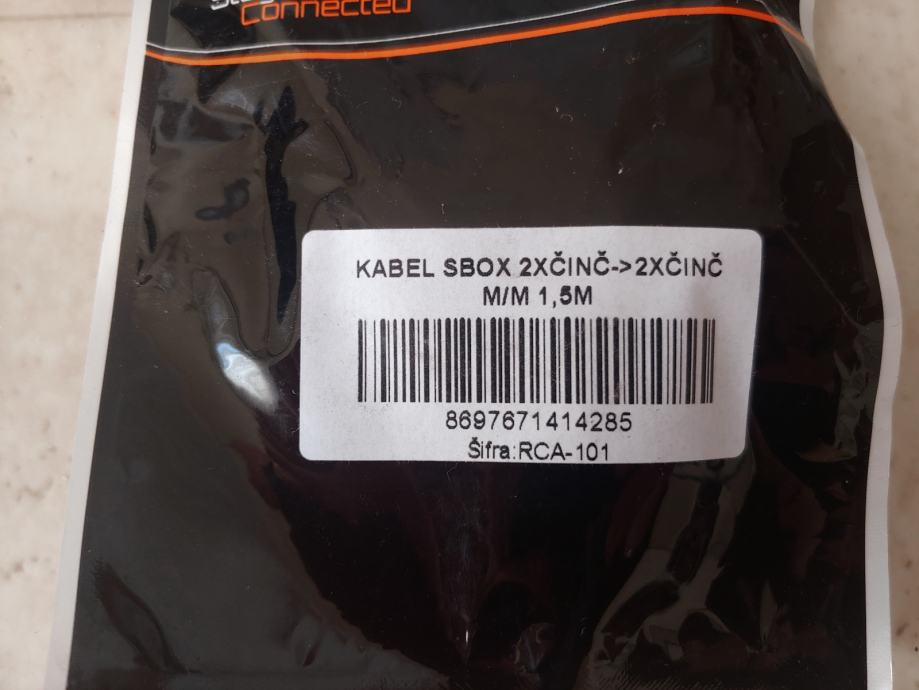 Connected
KABEL SBOX 2XČINČ->2XČINČ
M/M 1,5M
8697671414285
Šifra:RCA-101